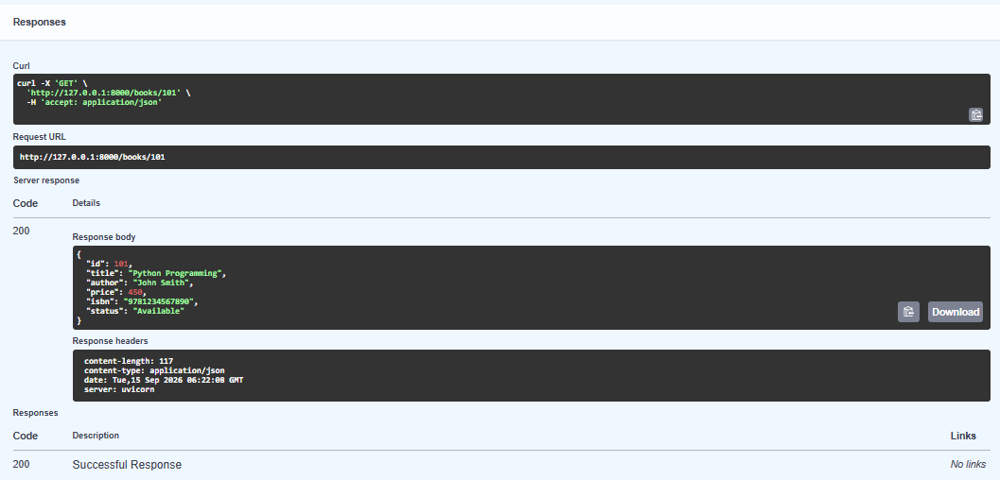 Responses
Curl
curl -X 'GET' \
  'http://127.0.0.1:8000/books/101' \
  -H 'accept: application/json'
Request URL
http://127.0.0.1:8000/books/101
Server response
Code Details
200
Response body
{
  "id": 101,
  "title": "Python Programming",
  "author": "John Smith",
  "price": 450,
  "isbn": "9781234567890",
  "status": "Available"
}
Download
Response headers
content-length: 117
content-type: application/json
date: Tue,15 Sep 2026 06:22:08 GMT
server: uvicorn
Responses
Code Description Links
200 Successful Response No links